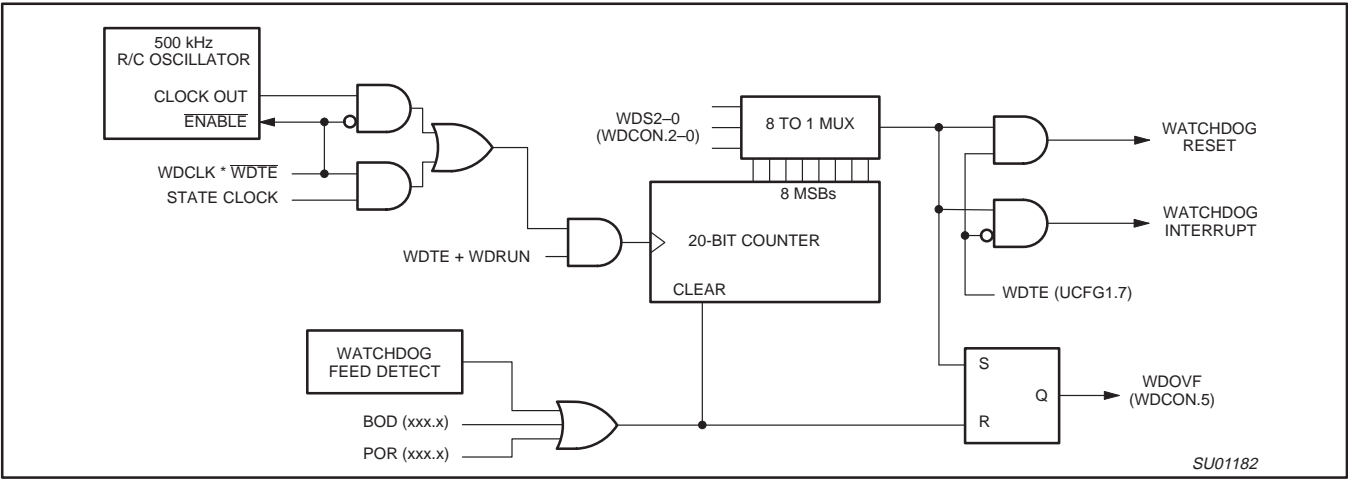 500 kHz
R/C OSCILLATOR
CLOCK OUT
ENABLE
WDCLK * WDTE
STATE CLOCK
WDTE + WDRUN
WDS2–0
(WDCON.2–0)
8 TO 1 MUX
8 MSBs
20-BIT COUNTER
CLEAR
WATCHDOG
RESET
WATCHDOG
INTERRUPT
WDTE (UCFG1.7)
WATCHDOG
FEED DETECT
BOD (xxx.x)
POR (xxx.x)
S
Q
R
WDOVF
(WDCON.5)
SU01182